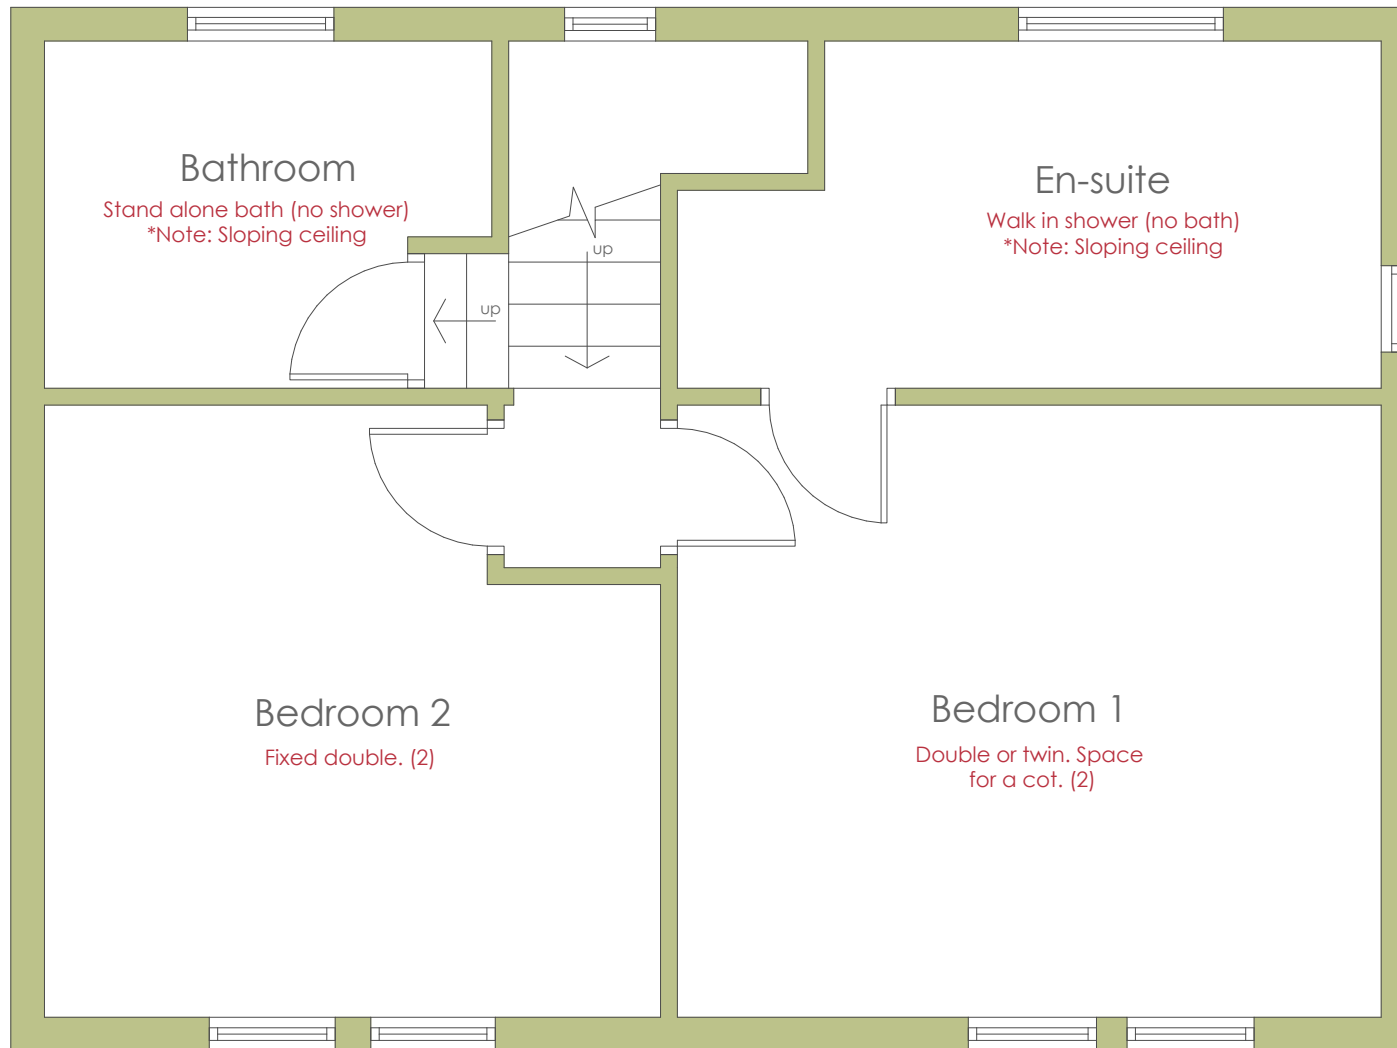 Bathroom
Stand alone bath (no shower)
*Note: Sloping ceiling
En-suite
Walk in shower (no bath)
*Note: Sloping ceiling
up
up
Bedroom 2
Fixed double. (2)
Bedroom 1
Double or twin. Space
for a cot. (2)